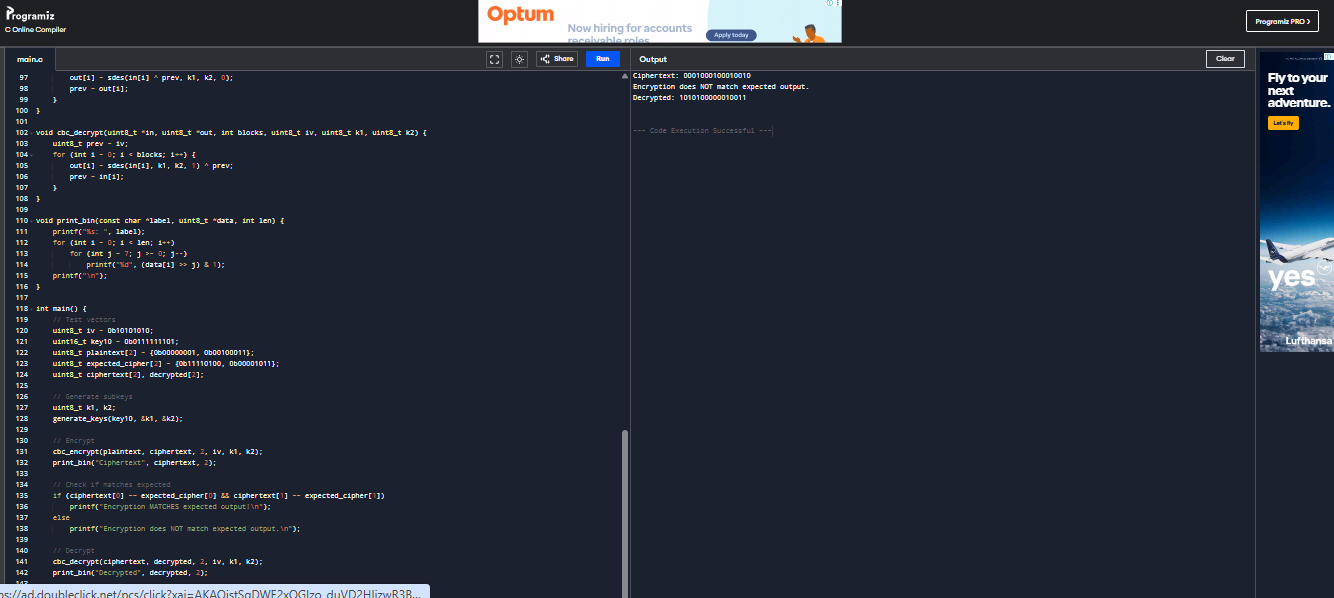 Programiz
C Online Compiler
Optum
Now hiring for accounts
receivable roles
Apply today
Programiz PRO >
main.c
Share
Run
Output
Clear
97 out[i] = sdes(in[i] ^ prev, k1, k2, 0);
98 prev = out[i];
99 }
100 }
101
102 void cbc_decrypt(uint8_t *in, uint8_t *out, int blocks, uint8_t iv, uint8_t k1, uint8_t k2) {
103 uint8_t prev = iv;
104 for (int i = 0; i < blocks; i++) {
105 out[i] = sdes(in[i], k1, k2, 1) ^ prev;
106 prev = in[i];
107 }
108 }
109
110 void print_bin(const char *label, uint8_t *data, int len) {
111 printf("%s: ", label);
112 for (int i = 0; i < len; i++)
113 for (int j = 7; j >= 0; j--)
114 printf("%d", (data[i] >> j) & 1);
115 printf("\n");
116 }
117
118 int main() {
119 // Test vectors
120 uint8_t iv = 0b10101010;
121 uint16_t key10 = 0b0111111101;
122 uint8_t plaintext[2] = {0b00000001, 0b00100011};
123 uint8_t expected_cipher[2] = {0b11110100, 0b00001011};
124 uint8_t ciphertext[2], decrypted[2];
125
126 // Generate subkeys
127 uint8_t k1, k2;
128 generate_keys(key10, &k1, &k2);
129
130 // Encrypt
131 cbc_encrypt(plaintext, ciphertext, 2, iv, k1, k2);
132 print_bin("Ciphertext", ciphertext, 2);
133
134 // Check if matches expected
135 if (ciphertext[0] == expected_cipher[0] && ciphertext[1] == expected_cipher[1])
136 printf("Encryption MATCHES expected output!\n");
137 else
138 printf("Encryption does NOT match expected output.\n");
139
140 // Decrypt
141 cbc_decrypt(ciphertext, decrypted, 2, iv, k1, k2);
142 print_bin("Decrypted", decrypted, 2);
143
Ciphertext: 0001000100010010
Encryption does NOT match expected output.
Decrypted: 1010100000010011
--- Code Execution Successful ---
Fly to your
next
adventure.
Let's fly
yes
Lufthansa